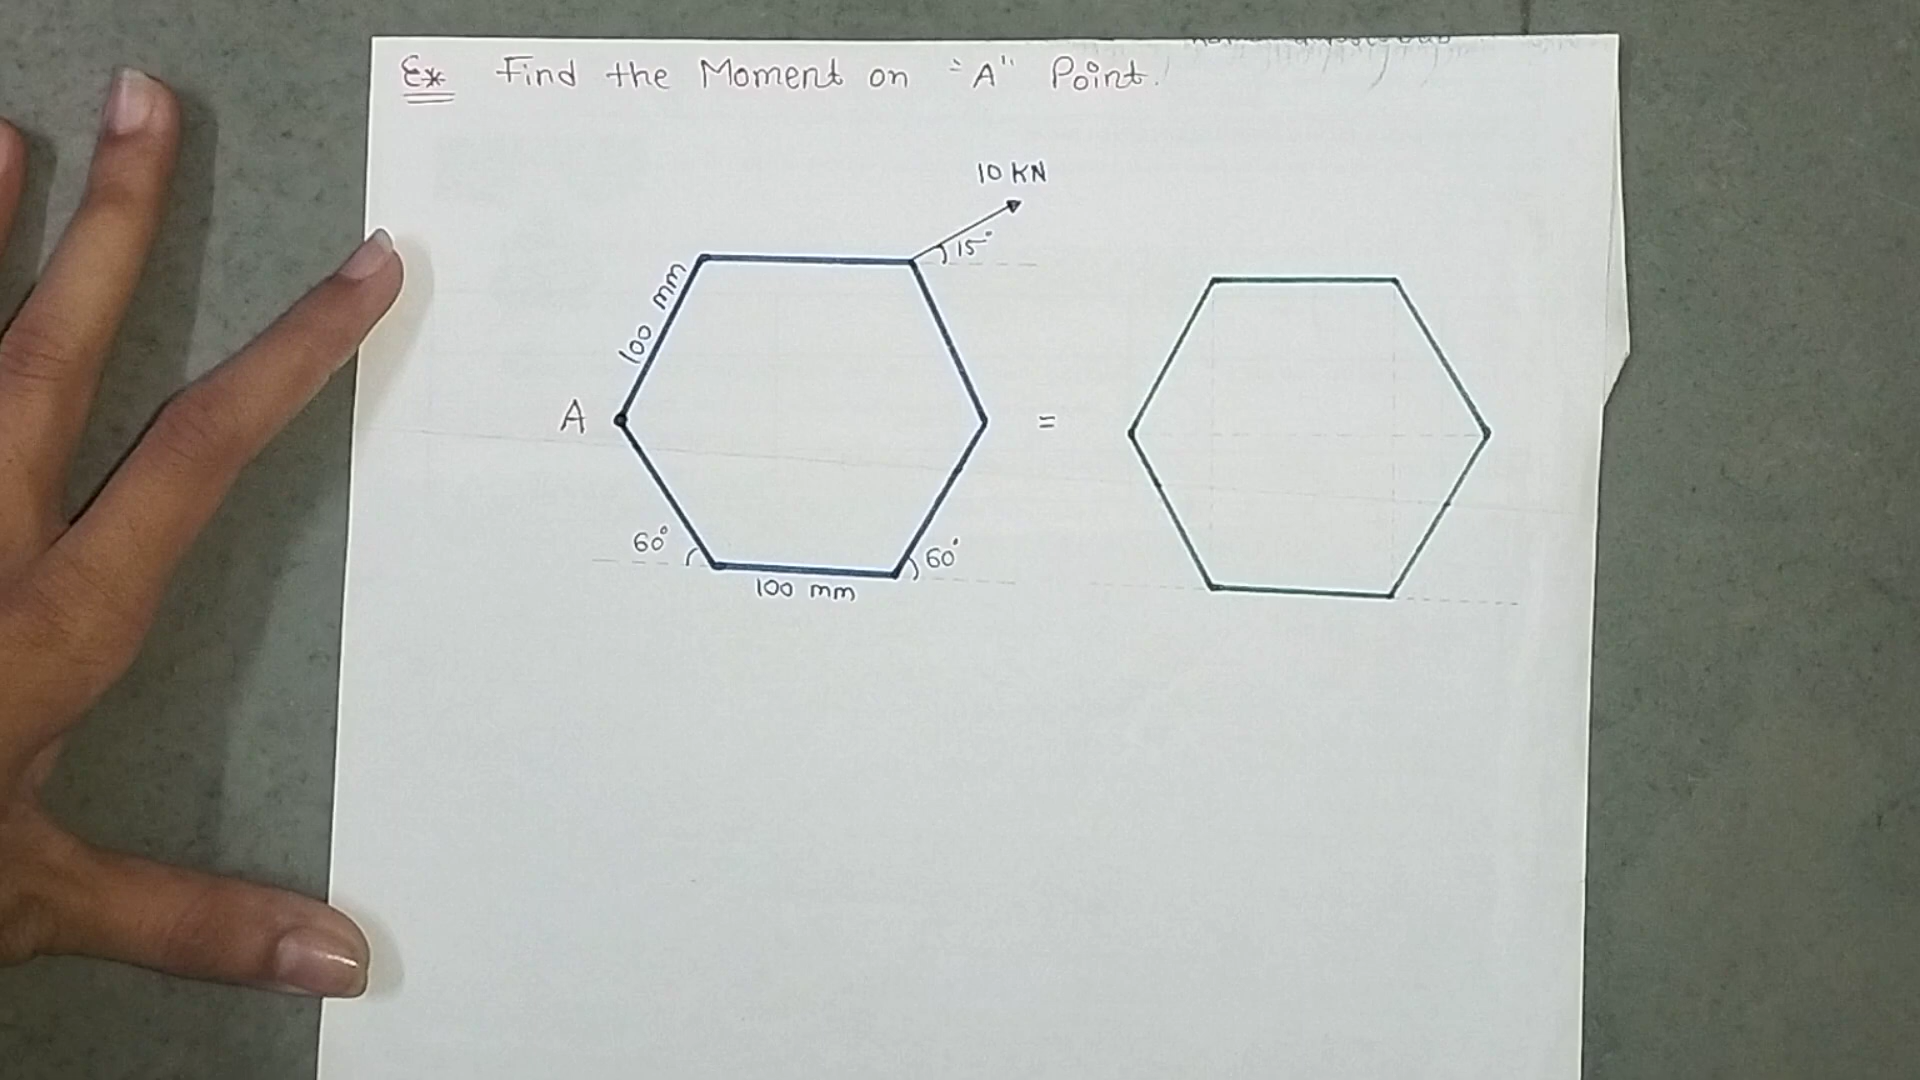 Ex Find the Moment on "A" Point.
10 KN
15°
100 mm
A
=
60°
60°
100 mm